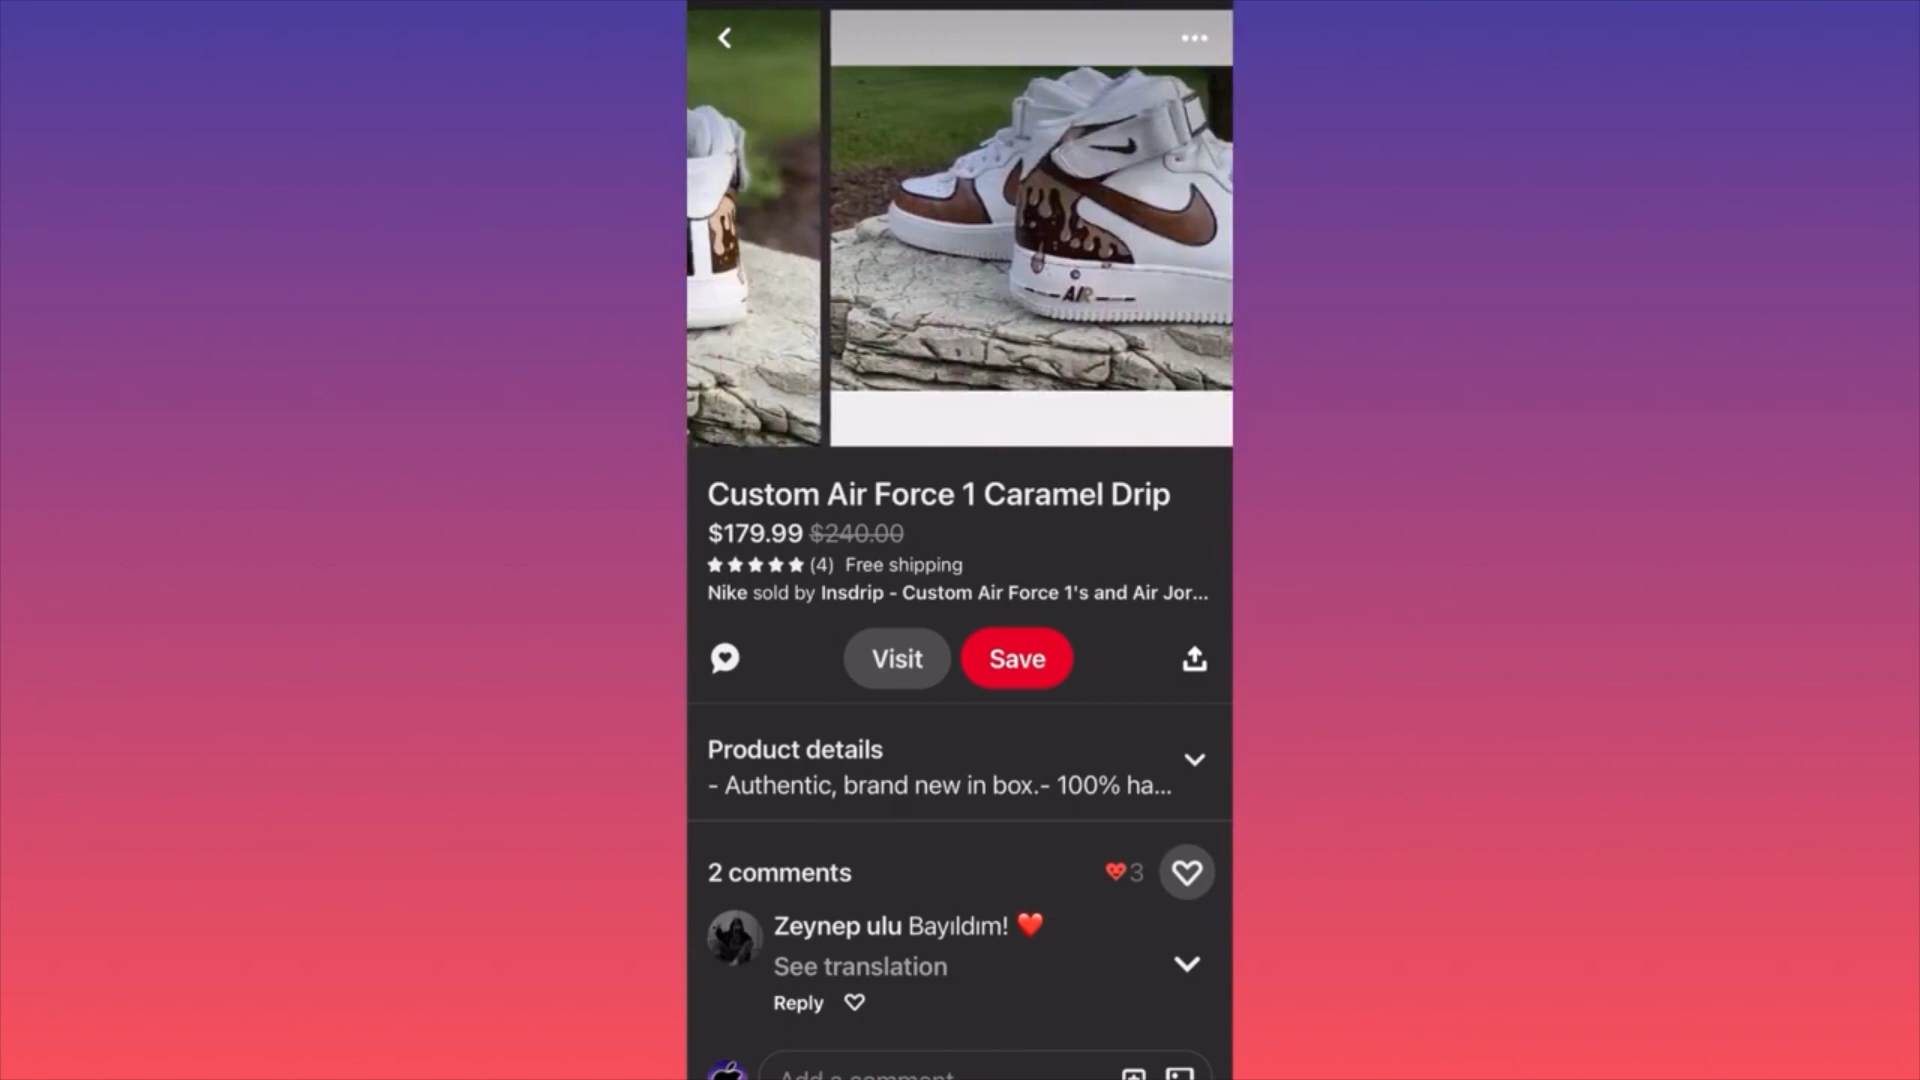 AIR
Custom Air Force 1 Caramel Drip
$179.99 $240.00
(4) Free shipping
Nike sold by Insdrip - Custom Air Force 1's and Air Jor...
Visit
Save
Product details
- Authentic, brand new in box.- 100% ha...
2 comments
3
Zeynep ulu Bayıldım! ❤️
See translation
Reply
Add a comment